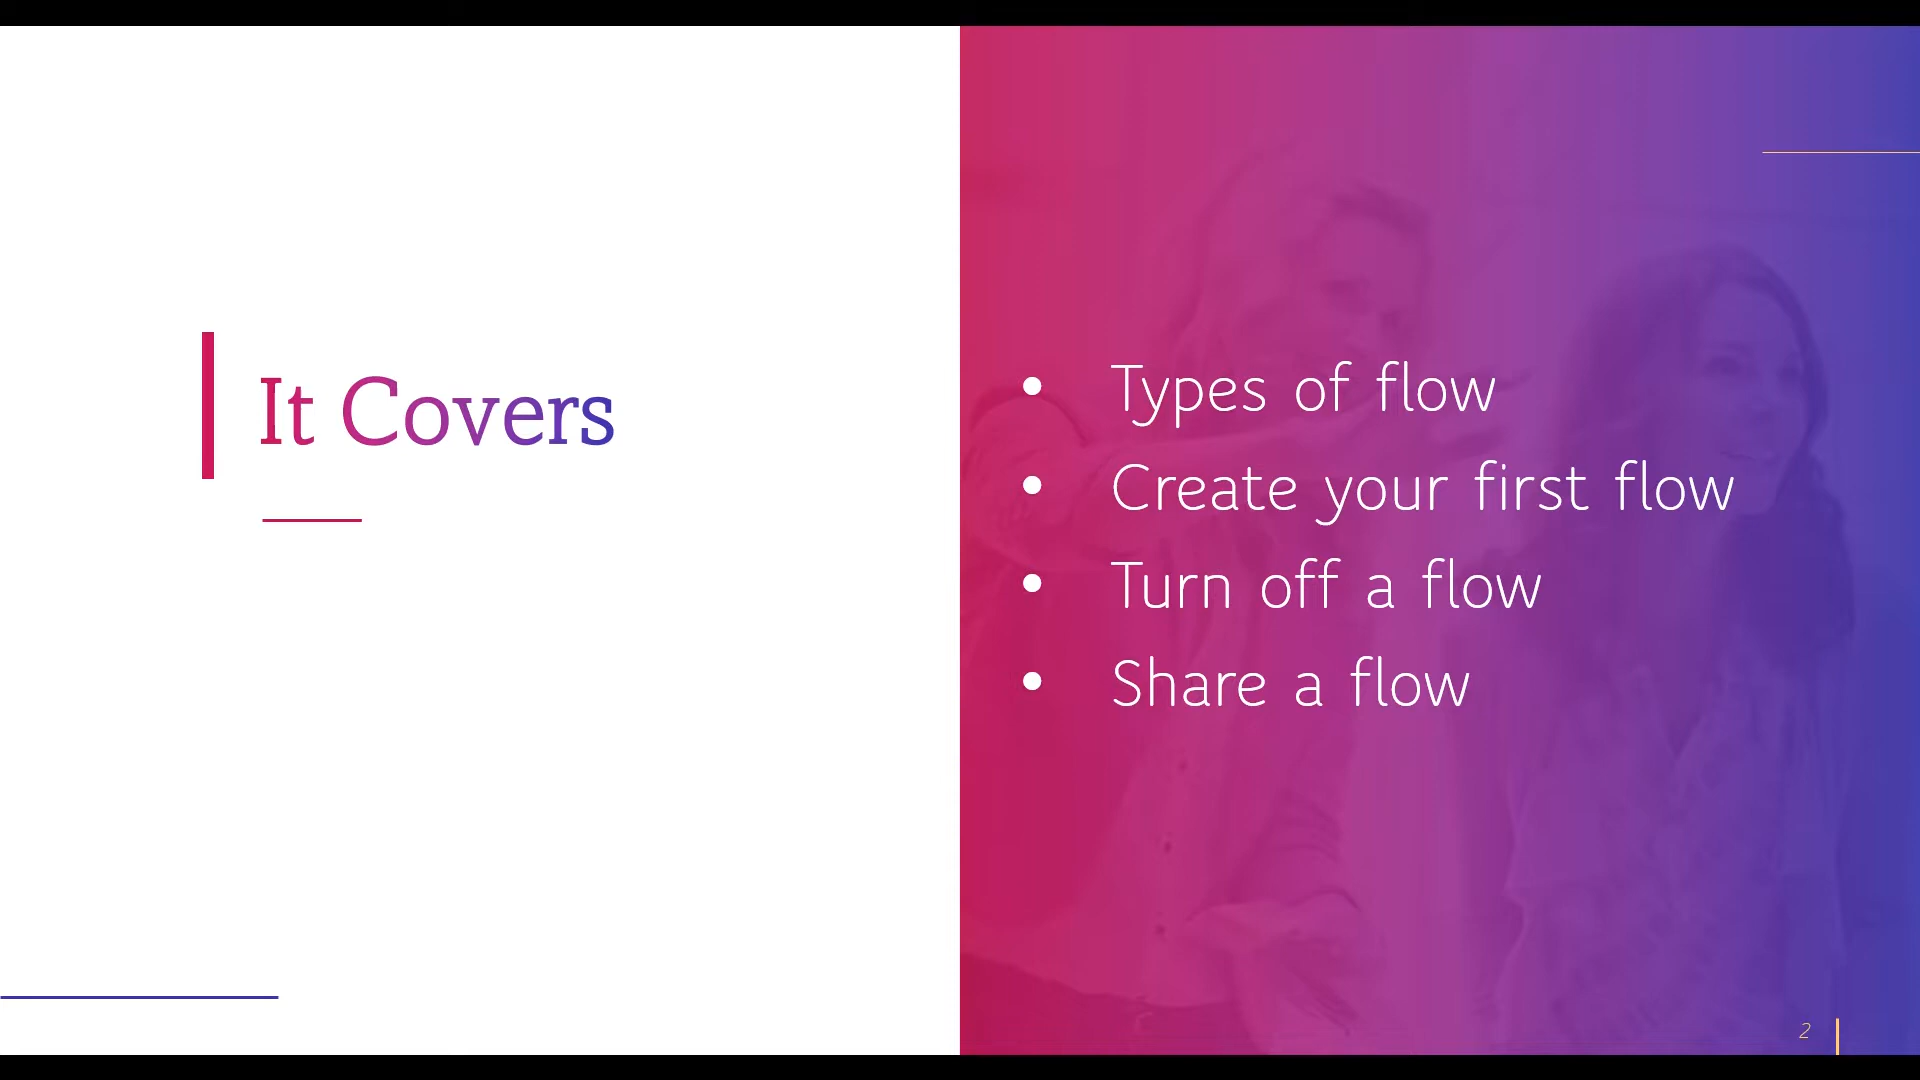 It Covers
• Types of flow
• Create your first flow
• Turn off a flow
• Share a flow
2